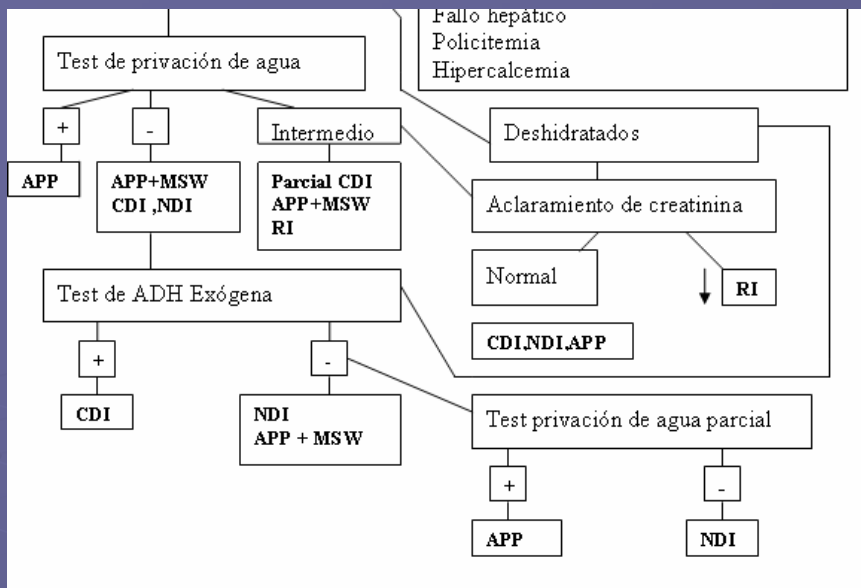 Fallo hepático
Policitemia
Hipercalcemia
Test de privación de agua
+
-
Intermedio
Deshidratados
APP
APP+MSW
CDI ,NDI
Parcial CDI
APP+MSW
RI
Aclaramiento de creatinina
Normal
RI
CDI,NDI,APP
Test de ADH Exógena
+
-
CDI
NDI
APP + MSW
Test privación de agua parcial
+
-
APP
NDI